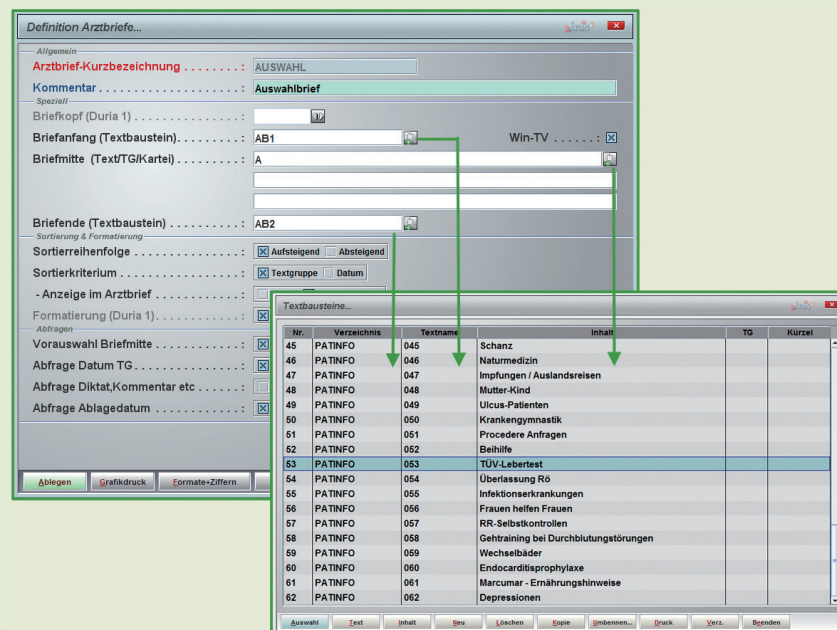 Definition Arztbriefe...
Allgemein
Arztbrief-Kurzbezeichnung . . . . . . . . : AUSWAHL
Kommentar . . . . . . . . . . . . . . . . . . . : Auswahlbrief
Speziell
Briefkopf (Duria 1) . . . . . . . . . . . . . . :
Briefanfang (Textbaustein). . . . . . . . . : AB1 Win-TV . . . . . . :
Briefmitte (Text/TG/Kartei) . . . . . . . . . : A
Briefende (Textbaustein) . . . . . . . . . . : AB2
Sortierung & Formatierung
Sortierreihenfolge . . . . . . . . . . . . . . : Aufsteigend Absteigend
Sortierkriterium . . . . . . . . . . . . . . . . : Textgruppe Datum
- Anzeige im Arztbrief . . . . . . . . . . . :
Formatierung (Duria 1). . . . . . . . . . . :
Abfragen
Vorauswahl Briefmitte . . . . . . . . . . . :
Abfrage Datum TG. . . . . . . . . . . . . . :
Abfrage Diktat,Kommentar etc . . . . . . :
Abfrage Ablagedatum . . . . . . . . . . . . :
Ablegen Grafikdruck Formate+Ziffern
Textbausteine...
Nr. Verzeichnis Textname Inhalt TG Kürzel
45 PATINFO 045 Schanz
46 PATINFO 046 Naturmedizin
47 PATINFO 047 Impfungen / Auslandsreisen
48 PATINFO 048 Mutter-Kind
49 PATINFO 049 Ulcus-Patienten
50 PATINFO 050 Krankengymnastik
51 PATINFO 051 Procedere Anfragen
52 PATINFO 052 Beihilfe
53 PATINFO 053 TÜV-Lebertest
54 PATINFO 054 Überlassung Rö
55 PATINFO 055 Infektionserkrankungen
56 PATINFO 056 Frauen helfen Frauen
57 PATINFO 057 RR-Selbstkontrollen
58 PATINFO 058 Gehtraining bei Durchblutungstörungen
59 PATINFO 059 Wechselbäder
60 PATINFO 060 Endocarditisprophylaxe
61 PATINFO 061 Marcumar - Ernährungshinweise
62 PATINFO 062 Depressionen
Auswahl Text Inhalt Neu Löschen Kopie Umbennen... Druck Verz. Beenden